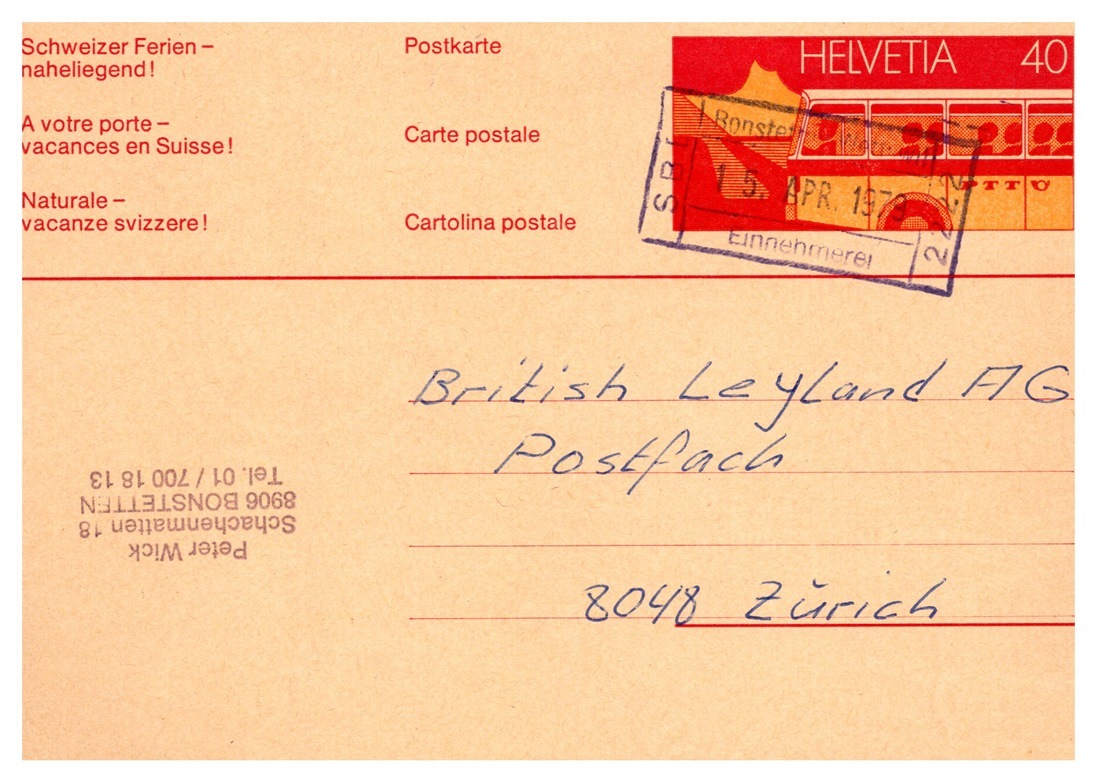 Schweizer Ferien –
naheliegend!
A votre porte –
vacances en Suisse!
Naturale –
vacanze svizzere!
Postkarte
Carte postale
Cartolina postale
HELVETIA 40
PTT
SBB
15. APR. 1979
Einnehmerei
British Leyland AG
Postfach
8048 Zürich
Peter Wick
Schachenmatten 18
8906 BONSTETTEN
Tel. 01 / 700 18 13